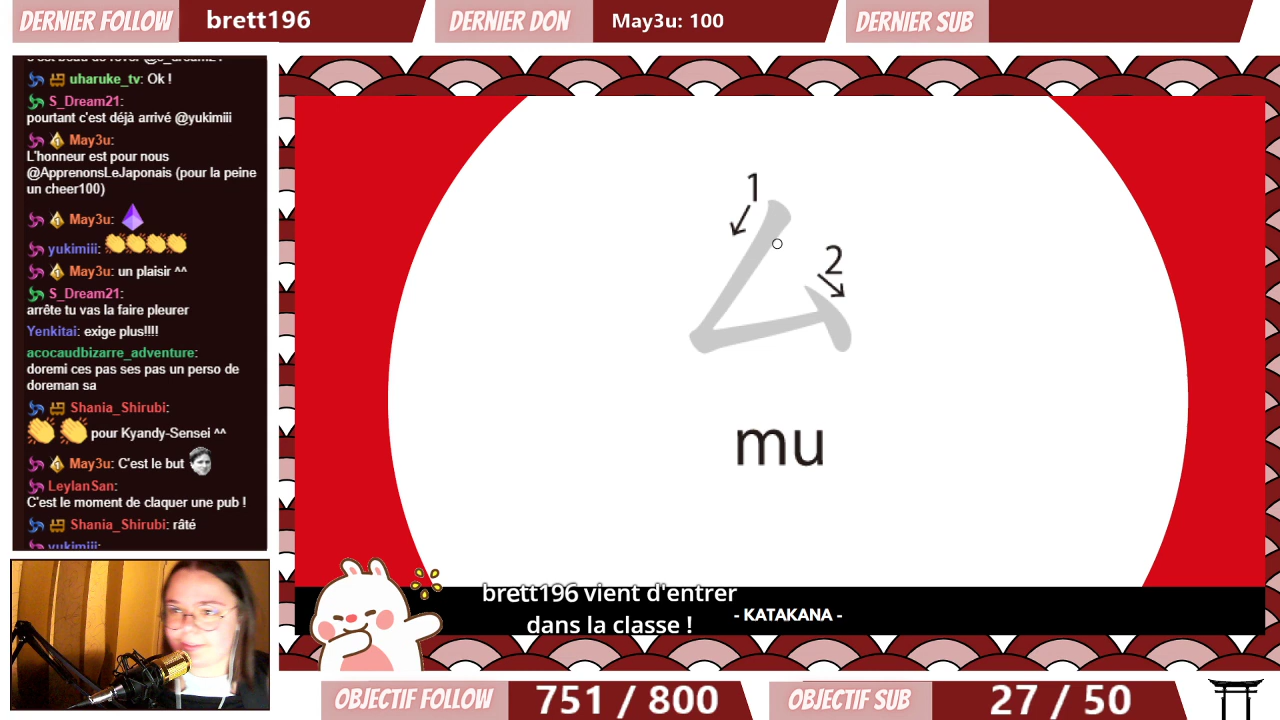 DERNIER FOLLOW
brett196
DERNIER DON
May3u: 100
DERNIER SUB
uharuke_tv: Ok !
S_Dream21:
pourtant c'est déjà arrivé @yukimiii
May3u:
L'honneur est pour nous
@ApprenonsLeJaponais (pour la peine
un cheer100)
May3u:
yukimiii:
May3u: un plaisir ^^
S_Dream21:
arrête tu vas la faire pleurer
Yenkitai: exige plus!!!!
acocaudbizarre_adventure:
doremi ces pas ses pas un perso de
doreman sa
Shania_Shirubi:
pour Kyandy-Sensei ^^
May3u: C'est le but
LeylanSan:
C'est le moment de claquer une pub !
Shania_Shirubi: râté
yukimiii:
1
2
ム
mu
brett196 vient d'entrer
dans la classe !
- KATAKANA -
OBJECTIF FOLLOW
751 / 800
OBJECTIF SUB
27 / 50